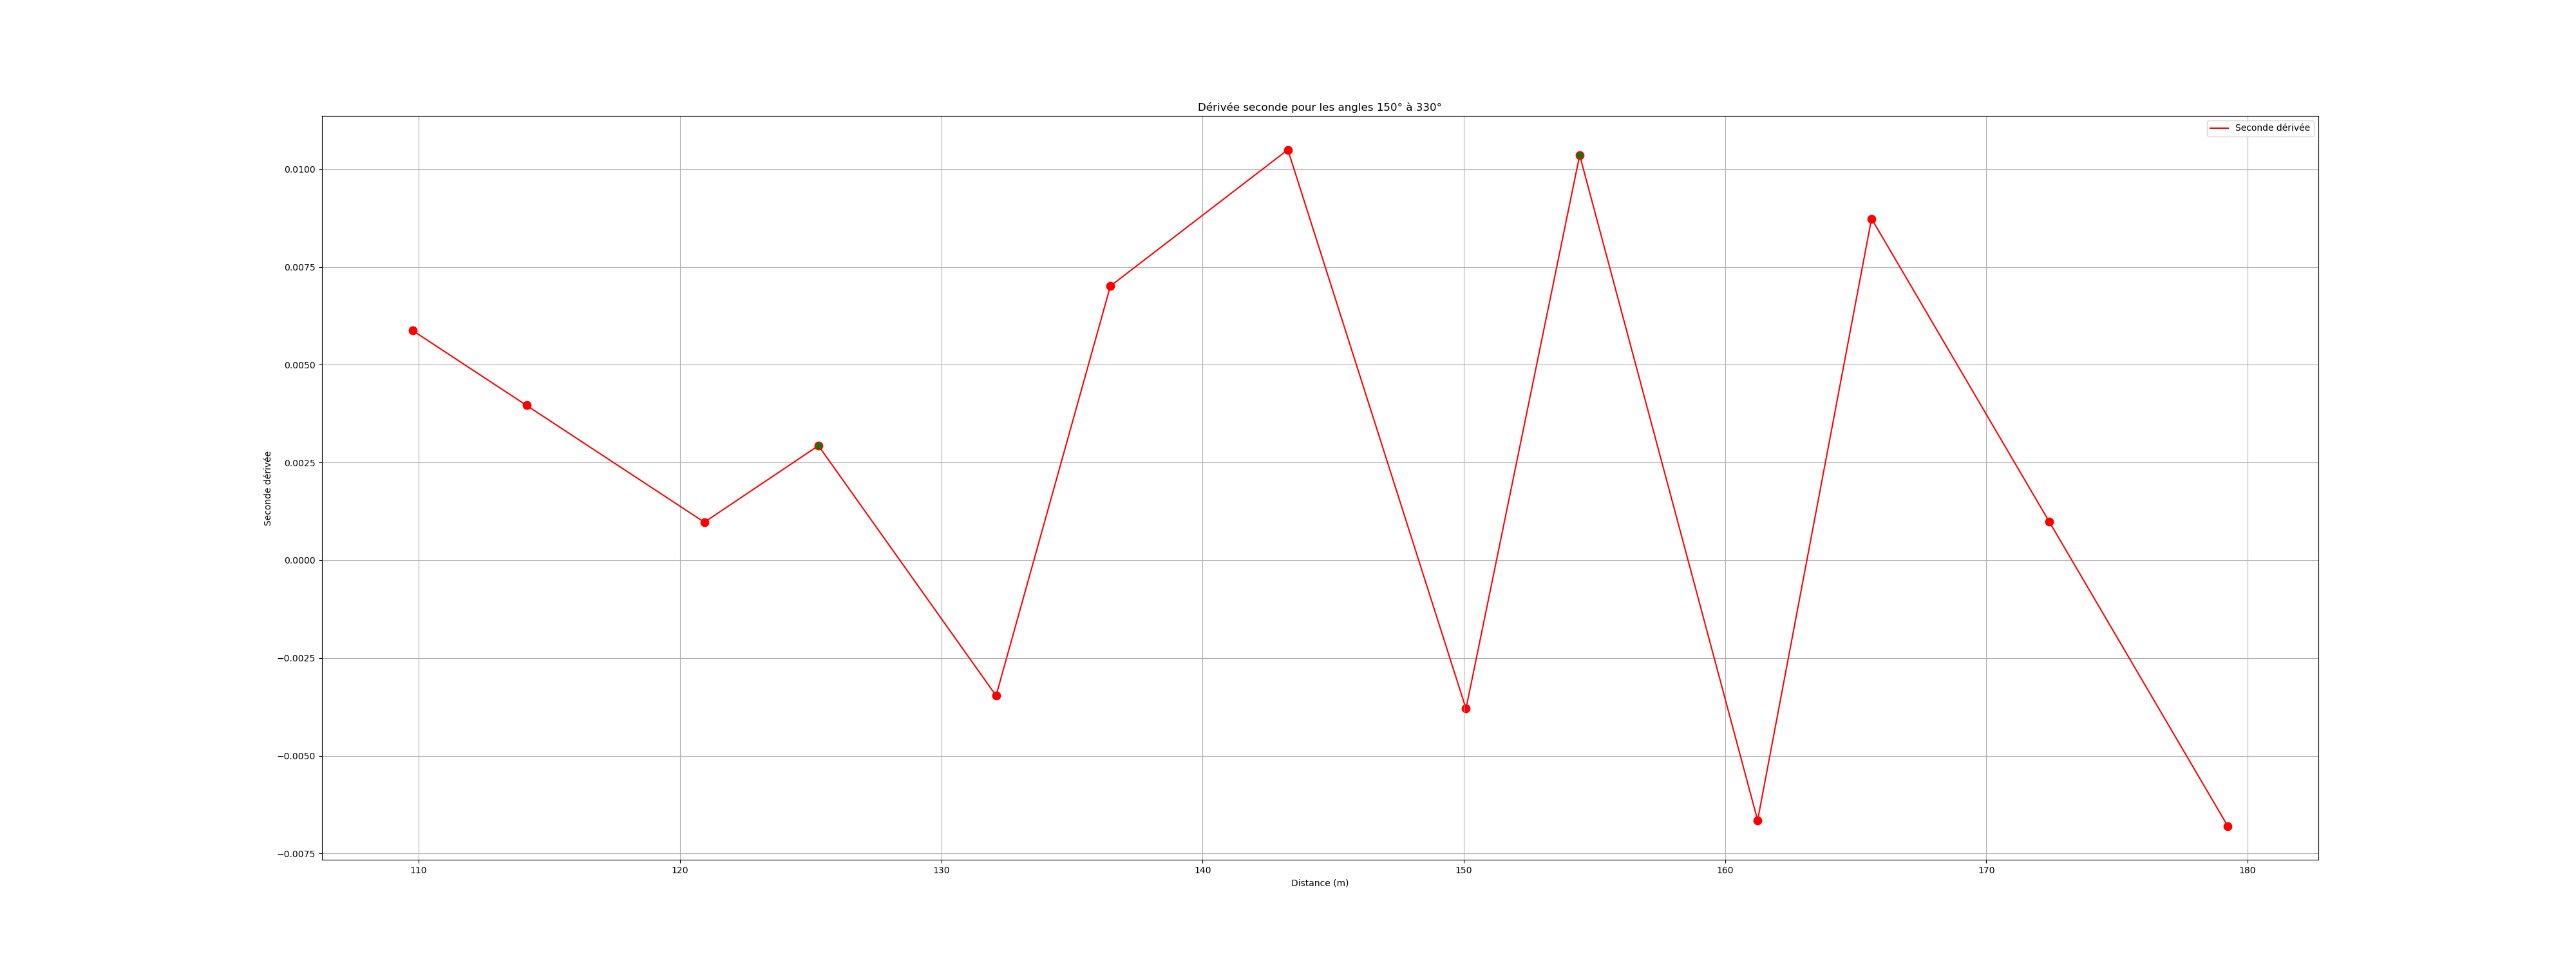 Dérivée seconde pour les angles 150° à 330°
Seconde dérivée
0.0100
0.0075
0.0050
0.0025
0.0000
−0.0025
−0.0050
−0.0075
Seconde dérivée
110 120 130 140 150 160 170 180
Distance (m)